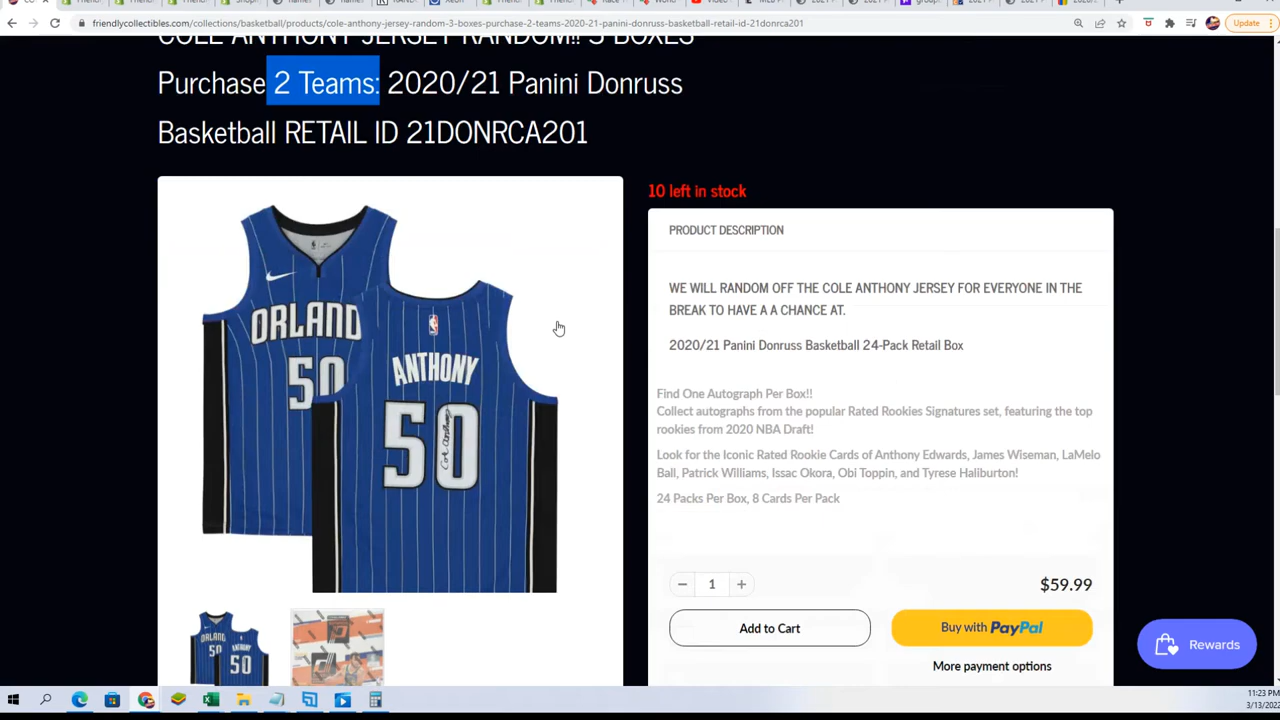 friendlycollectibles.com/collections/basketball/products/cole-anthony-jersey-random-3-boxes-purchase-2-teams-2020-21-panini-donruss-basketball-retail-id-21donrca201
Update
COLE ANTHONY JERSEY RANDOM!! 3 BOXES
Purchase 2 Teams: 2020/21 Panini Donruss
Basketball RETAIL ID 21DONRCA201
10 left in stock
PRODUCT DESCRIPTION
WE WILL RANDOM OFF THE COLE ANTHONY JERSEY FOR EVERYONE IN THE
BREAK TO HAVE A A CHANCE AT.
2020/21 Panini Donruss Basketball 24-Pack Retail Box
Find One Autograph Per Box!!
Collect autographs from the popular Rated Rookies Signatures set, featuring the top
rookies from 2020 NBA Draft!
Look for the Iconic Rated Rookie Cards of Anthony Edwards, James Wiseman, LaMelo
Ball, Patrick Williams, Issac Okora, Obi Toppin, and Tyrese Haliburton!
24 Packs Per Box, 8 Cards Per Pack
ORLAND
50
ANTHONY
50
1
$59.99
Add to Cart
Buy with PayPal
More payment options
Rewards
11:23 PM